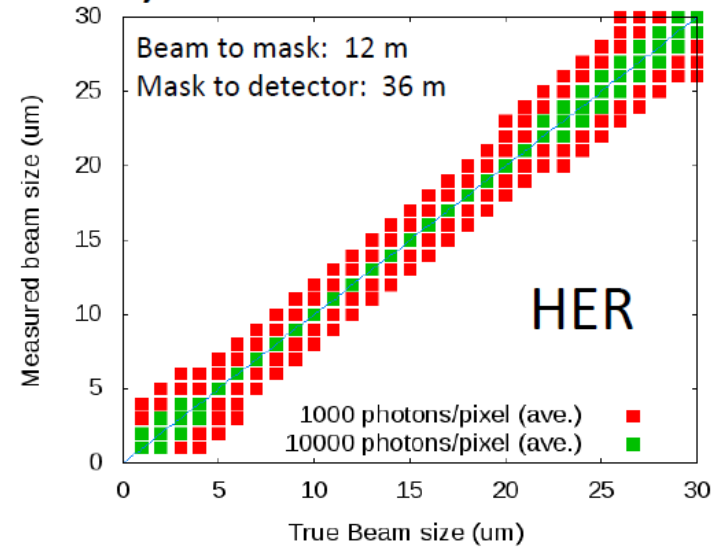 30
25
20
15
10
5
0
Measured beam size (um)
Beam to mask: 12 m
Mask to detector: 36 m
HER
1000 photons/pixel (ave.)
10000 photons/pixel (ave.)
0 5 10 15 20 25 30
True Beam size (um)